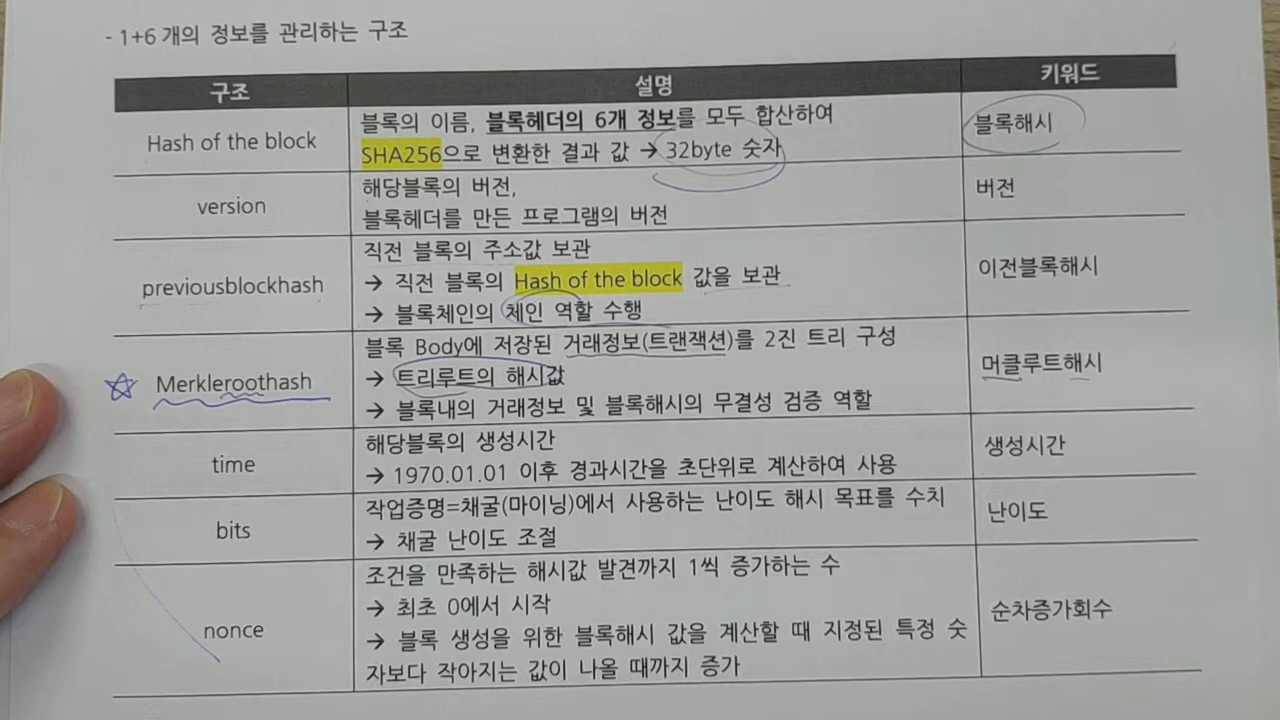 - 1+6 개의 정보를 관리하는 구조
구조 설명 키워드
Hash of the block
블록의 이름, 블록헤더의 6개 정보를 모두 합산하여
SHA256으로 변환한 결과 값 → 32byte 숫자
블록해시
version
해당블록의 버전,
블록헤더를 만든 프로그램의 버전
버전
previousblockhash
직전 블록의 주소값 보관
→ 직전 블록의 Hash of the block 값을 보관
→ 블록체인의 체인 역할 수행
이전블록해시
Merkleroothash
블록 Body에 저장된 거래정보(트랜잭션)를 2진 트리 구성
→ 트리루트의 해시값
→ 블록내의 거래정보 및 블록해시의 무결성 검증 역할
머클루트해시
time
해당블록의 생성시간
→ 1970.01.01 이후 경과시간을 초단위로 계산하여 사용
생성시간
bits
작업증명=채굴(마이닝)에서 사용하는 난이도 해시 목표를 수치
→ 채굴 난이도 조절
난이도
nonce
조건을 만족하는 해시값 발견까지 1씩 증가하는 수
→ 최초 0에서 시작
→ 블록 생성을 위한 블록해시 값을 계산할 때 지정된 특정 숫
자보다 작아지는 값이 나올 때까지 증가
순차증가회수